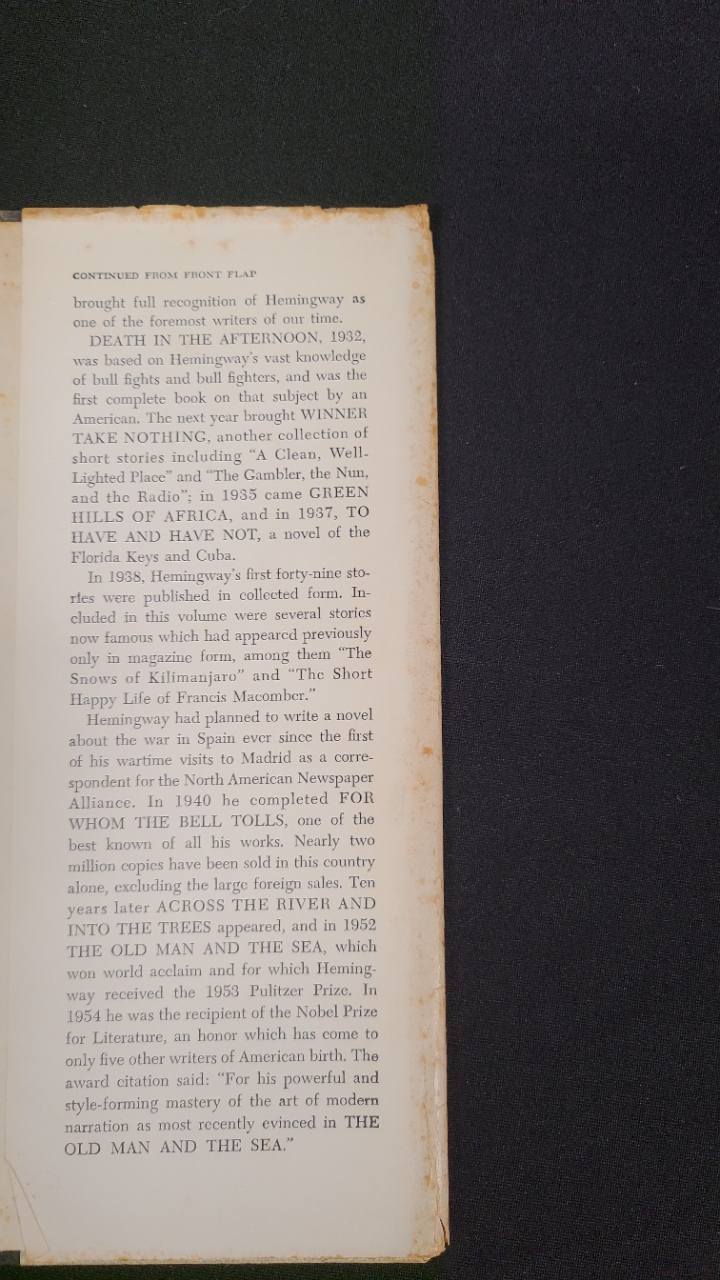 CONTINUED FROM FRONT FLAP
brought full recognition of Hemingway as
one of the foremost writers of our time.
DEATH IN THE AFTERNOON, 1932,
was based on Hemingway's vast knowledge
of bull fights and bull fighters, and was the
first complete book on that subject by an
American. The next year brought WINNER
TAKE NOTHING, another collection of
short stories including "A Clean, Well-
Lighted Place" and "The Gambler, the Nun,
and the Radio"; in 1935 came GREEN
HILLS OF AFRICA, and in 1937, TO
HAVE AND HAVE NOT, a novel of the
Florida Keys and Cuba.
In 1938, Hemingway's first forty-nine sto-
ries were published in collected form. In-
cluded in this volume were several stories
now famous which had appeared previously
only in magazine form, among them "The
Snows of Kilimanjaro" and "The Short
Happy Life of Francis Macomber."
Hemingway had planned to write a novel
about the war in Spain ever since the first
of his wartime visits to Madrid as a corre-
spondent for the North American Newspaper
Alliance. In 1940 he completed FOR
WHOM THE BELL TOLLS, one of the
best known of all his works. Nearly two
million copies have been sold in this country
alone, excluding the large foreign sales. Ten
years later ACROSS THE RIVER AND
INTO THE TREES appeared, and in 1952
THE OLD MAN AND THE SEA, which
won world acclaim and for which Heming-
way received the 1953 Pulitzer Prize. In
1954 he was the recipient of the Nobel Prize
for Literature, an honor which has come to
only five other writers of American birth. The
award citation said: "For his powerful and
style-forming mastery of the art of modern
narration as most recently evinced in THE
OLD MAN AND THE SEA."